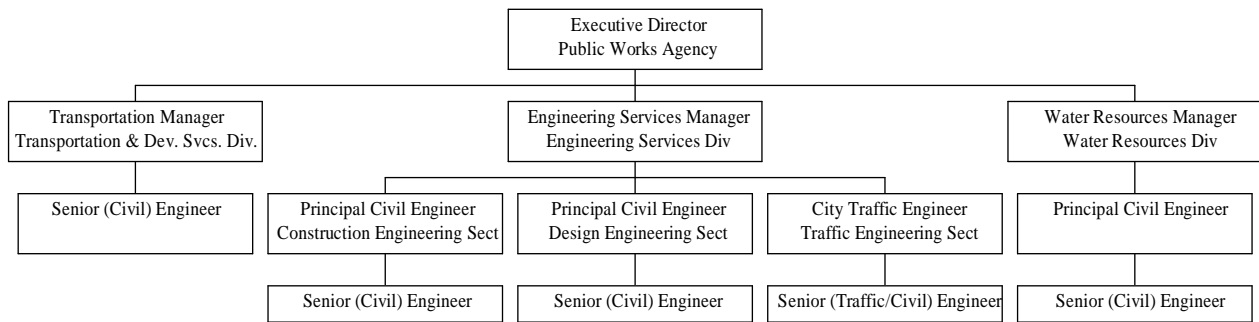 Executive Director
Public Works Agency
Transportation Manager
Transportation & Dev. Svcs. Div.
Engineering Services Manager
Engineering Services Div
Water Resources Manager
Water Resources Div
Senior (Civil) Engineer
Principal Civil Engineer
Construction Engineering Sect
Principal Civil Engineer
Design Engineering Sect
City Traffic Engineer
Traffic Engineering Sect
Principal Civil Engineer
Senior (Civil) Engineer
Senior (Civil) Engineer
Senior (Traffic/Civil) Engineer
Senior (Civil) Engineer